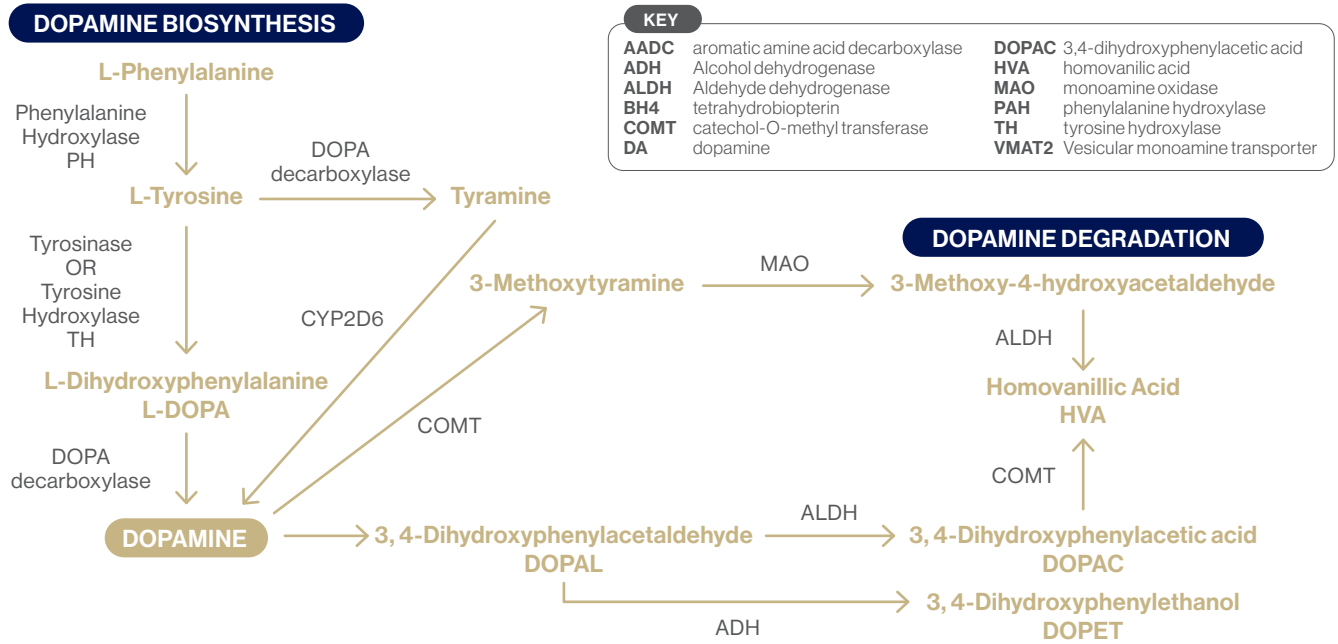 DOPAMINE BIOSYNTHESIS
KEY
AADC aromatic amine acid decarboxylase
ADH Alcohol dehydrogenase
ALDH Aldehyde dehydrogenase
BH4 tetrahydrobiopterin
COMT catechol-O-methyl transferase
DA dopamine
DOPAC 3,4-dihydroxyphenylacetic acid
HVA homovanilic acid
MAO monoamine oxidase
PAH phenylalanine hydroxylase
TH tyrosine hydroxylase
VMAT2 Vesicular monoamine transporter
L-Phenylalanine
Phenylalanine
Hydroxylase
PH
DOPA
decarboxylase
L-Tyrosine
Tyramine
Tyrosinase
OR
Tyrosine
Hydroxylase
TH
CYP2D6
DOPAMINE DEGRADATION
3-Methoxytyramine
MAO
3-Methoxy-4-hydroxyacetaldehyde
ALDH
Homovanillic Acid
HVA
L-Dihydroxyphenylalanine
L-DOPA
COMT
DOPA
decarboxylase
COMT
DOPAMINE
3, 4-Dihydroxyphenylacetaldehyde
DOPAL
ALDH
3, 4-Dihydroxyphenylacetic acid
DOPAC
ADH
3, 4-Dihydroxyphenylethanol
DOPET